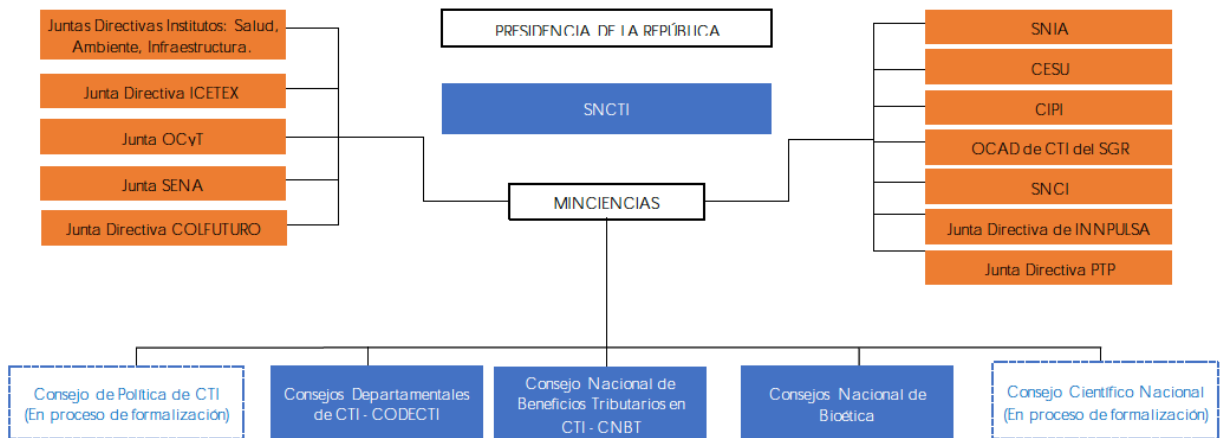 Juntas Directivas Institutos: Salud,
Ambiente, Infraestructura.
Junta Directiva ICETEX
Junta OCyT
Junta SENA
Junta Directiva COLFUTURO
PRESIDENCIA DE LA REPÚBLICA
SNCTI
MINCIENCIAS
SNIA
CESU
CIPI
OCAD de CTI del SGR
SNCI
Junta Directiva de INNPULSA
Junta Directiva PTP
Consejo de Política de CTI
(En proceso de formalización)
Consejos Departamentales
de CTI - CODECTI
Consejo Nacional de
Beneficios Tributarios en
CTI - CNBT
Consejos Nacional de
Bioética
Consejo Científico Nacional
(En proceso de formalización)